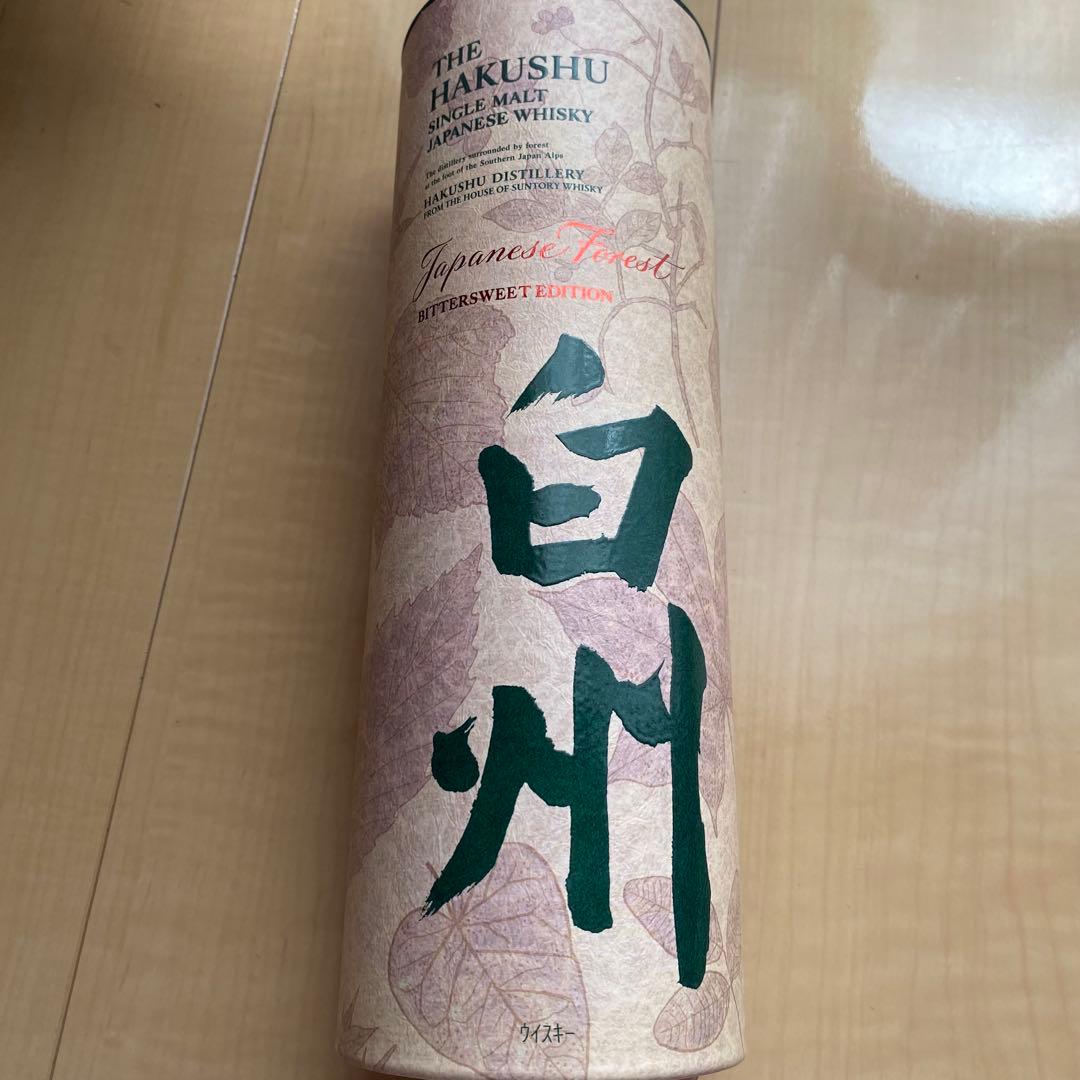 THE
HAKUSHU
SINGLE MALT
JAPANESE WHISKY
The distillery surrounded by forest
at the foot of the Southern Japan Alps
HAKUSHU DISTILLERY
FROM THE HOUSE OF SUNTORY WHISKY
Japanese Forest
BITTERSWEET EDITION
白
州
ウイスキー